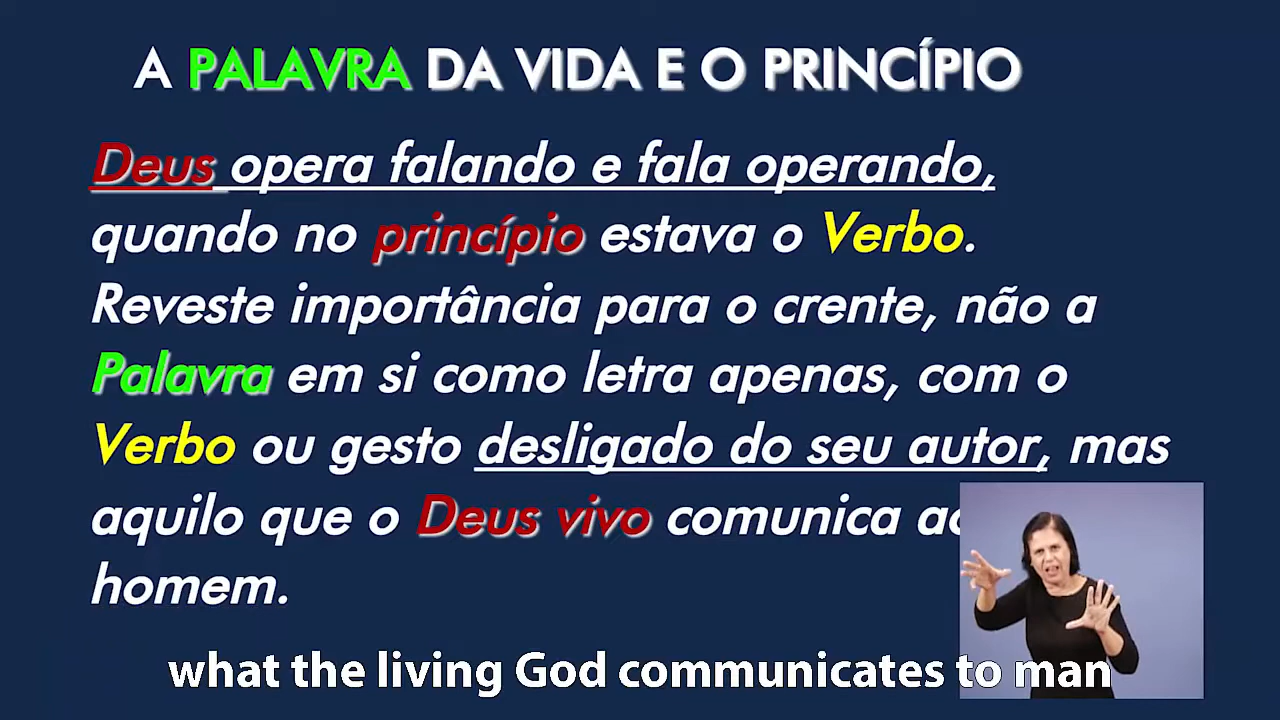 A PALAVRA DA VIDA E O PRINCÍPIO
Deus opera falando e fala operando,
quando no princípio estava o Verbo.
Reveste importância para o crente, não a
Palavra em si como letra apenas, com o
Verbo ou gesto desligado do seu autor, mas
aquilo que o Deus vivo comunica
homem.
what the living God communicates to man